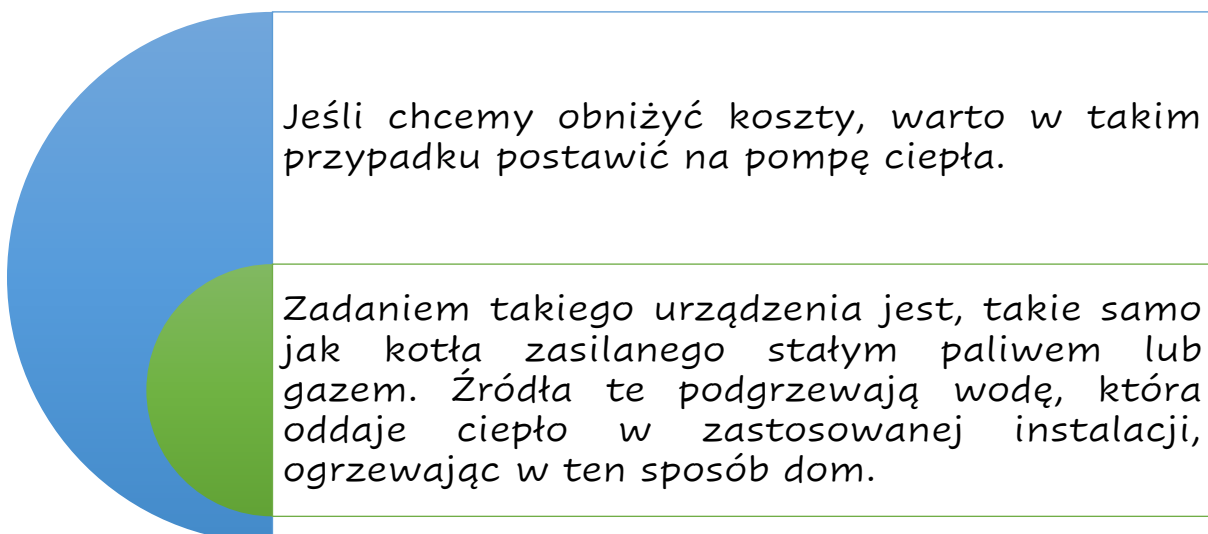 Jeśli chcemy obniżyć koszty, warto w takim
przypadku postawić na pompę ciepła.
Zadaniem takiego urządzenia jest, takie samo
jak kotła zasilanego stałym paliwem lub
gazem. Źródła te podgrzewają wodę, która
oddaje ciepło w zastosowanej instalacji,
ogrzewając w ten sposób dom.